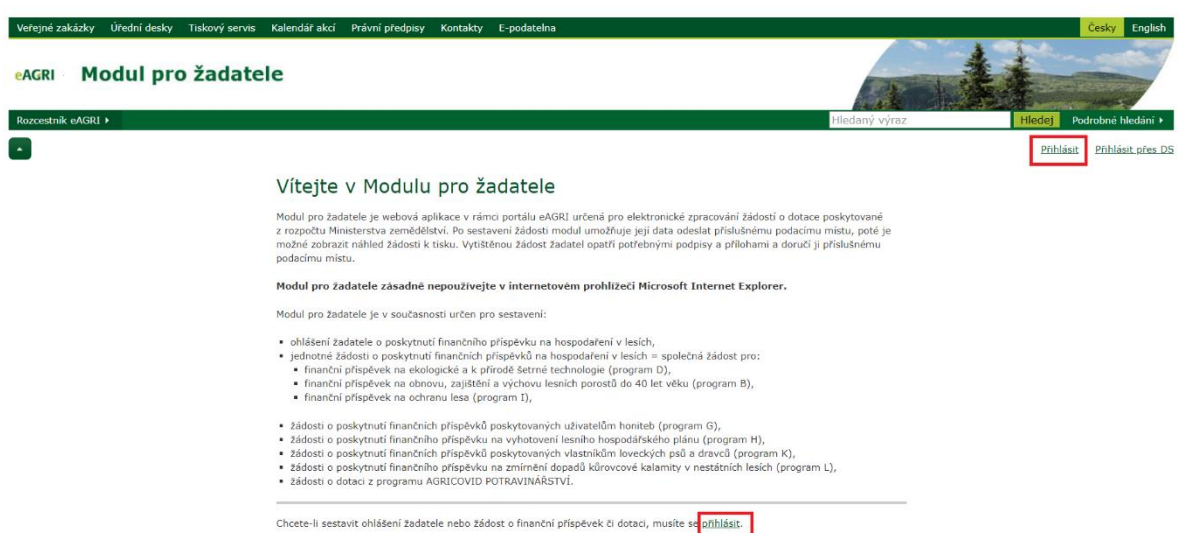 Veřejné zakázky Úřední desky Tiskový servis Kalendář akcí Právní předpisy Kontakty E-podatelna Česky English
eAGRI Modul pro žadatele
Rozcestník eAGRI Hledaný výraz Hledej Podrobné hledání
Přihlásit Přihlásit přes DS
Vítejte v Modulu pro žadatele
Modul pro žadatele je webová aplikace v rámci portálu eAGRI určená pro elektronické zpracování žádostí o dotace poskytované
z rozpočtu Ministerstva zemědělství. Po sestavení žádosti modul umožňuje její data odeslat příslušnému podacímu místu, poté je
možné zobrazit náhled žádosti k tisku. Vytištěnou žádost žadatel opatří potřebnými podpisy a přílohami a doručí ji příslušnému
podacímu místu.
Modul pro žadatele zásadně nepoužívejte v internetovém prohlížeči Microsoft Internet Explorer.
Modul pro žadatele je v současnosti určen pro sestavení:
ohlášení žadatele o poskytnutí finančního příspěvku na hospodaření v lesích,
jednotné žádosti o poskytnutí finančních příspěvků na hospodaření v lesích = společná žádost pro:
finanční příspěvek na ekologické a k přírodě šetrné technologie (program D),
finanční příspěvek na obnovu, zajištění a výchovu lesních porostů do 40 let věku (program B),
finanční příspěvek na ochranu lesa (program I),
žádosti o poskytnutí finančních příspěvků poskytovaných uživatelům honiteb (program G),
žádosti o poskytnutí finančního příspěvku na vyhotovení lesního hospodářského plánu (program H),
žádosti o poskytnutí finančních příspěvků poskytovaných vlastníkům loveckých psů a dravců (program K),
žádosti o poskytnutí finančního příspěvku na zmírnění dopadů kůrovcové kalamity v nestátních lesích (program L),
žádosti o dotaci z programu AGRICOVID POTRAVINÁŘSTVÍ.
Chcete-li sestavit ohlášení žadatele nebo žádost o finanční příspěvek či dotaci, musíte se přihlásit.